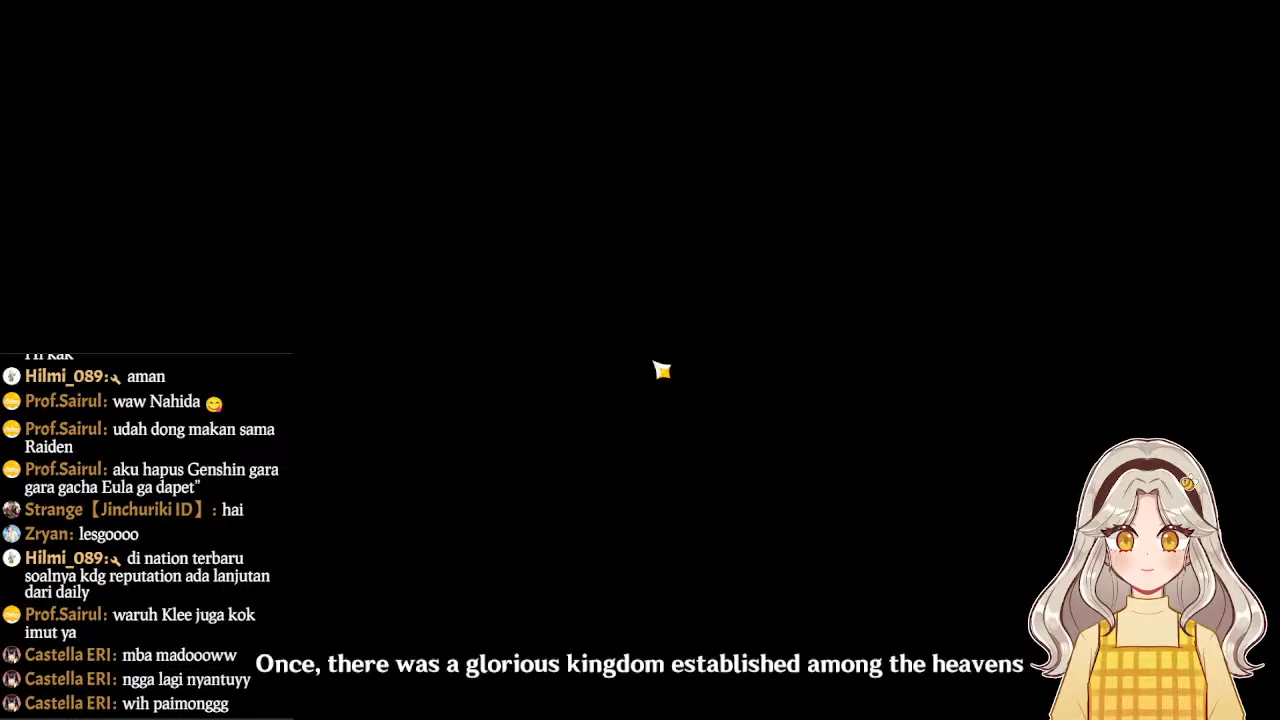 Hilmi_089: aman
Prof.Sairul: waw Nahida 😋
Prof.Sairul: udah dong makan sama
Raiden
Prof.Sairul: aku hapus Genshin gara
gara gacha Eula ga dapet”
Strange【Jinchuriki ID】: hai
Zryan: lesgoooo
Hilmi_089: di nation terbaru
soalnya kdg reputation ada lanjutan
dari daily
Prof.Sairul: waruh Klee juga kok
imut ya
Castella ERI: mba madoooww
Castella ERI: ngga lagi nyantuyy
Castella ERI: wih paimonggg
Once, there was a glorious kingdom established among the heavens